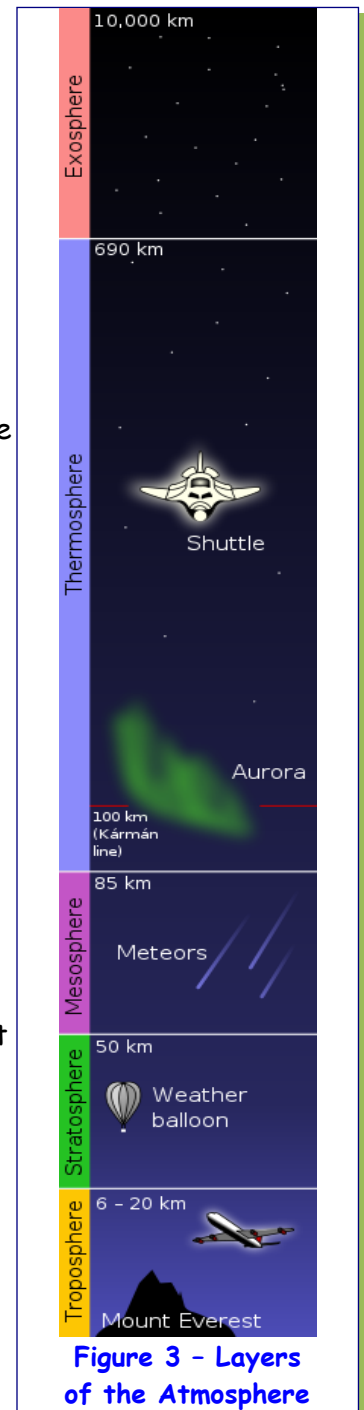 10,000 km
Exosphere
690 km
Thermosphere
Shuttle
Aurora
100 km
(Kármán
line)
85 km
Mesosphere
Meteors
50 km
Stratosphere
Weather
balloon
6 – 20 km
Troposphere
Mount Everest
Figure 3 – Layers
of the Atmosphere